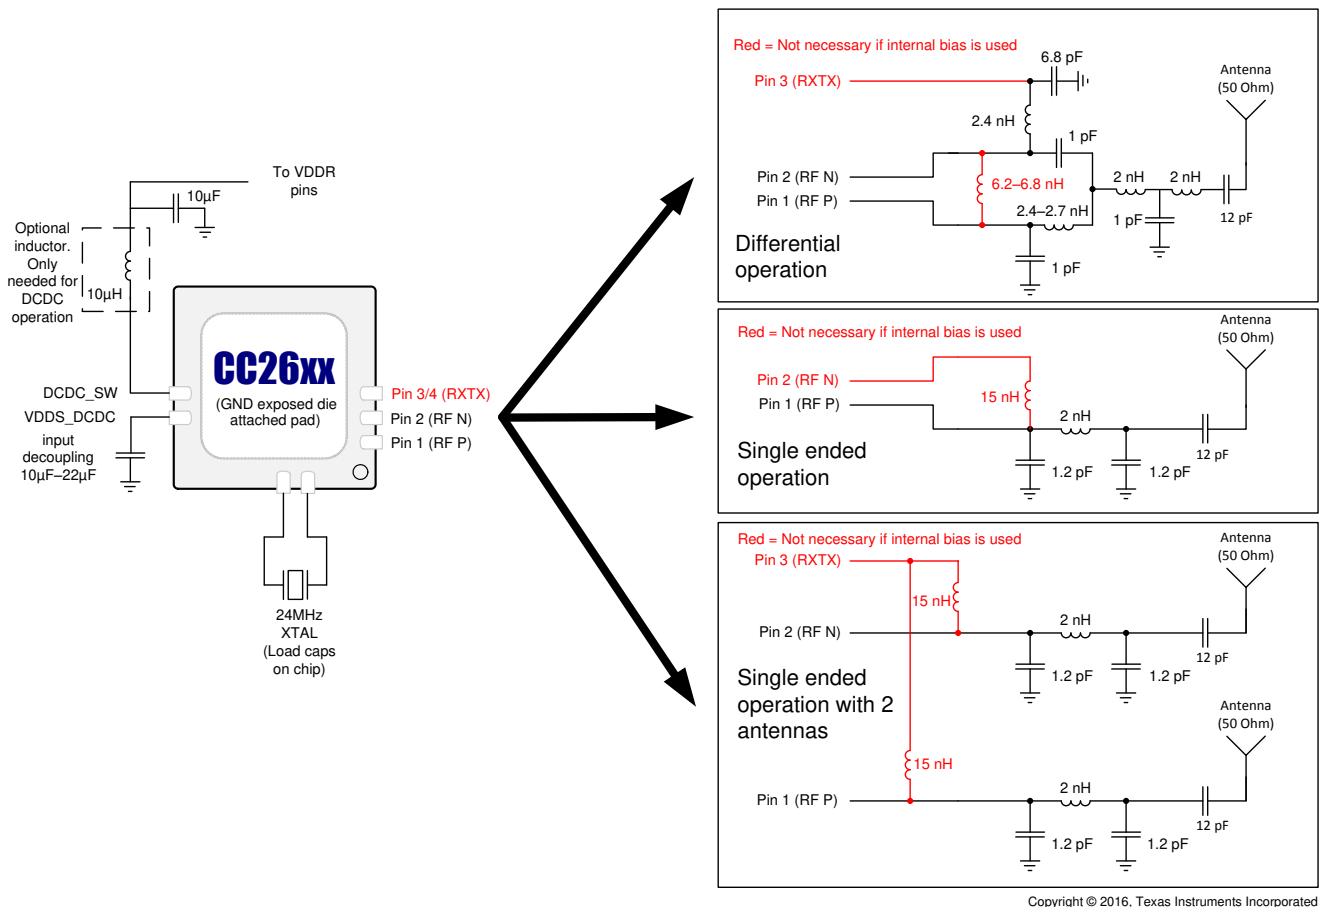 To VDDR
pins
10µF
Optional
inductor.
Only
needed for
DCDC
operation
10µH
CC26xx
(GND exposed die
attached pad)
DCDC_SW
VDDS_DCDC
input
decoupling
10µF–22µF
Pin 3/4 (RXTX)
Pin 2 (RF N)
Pin 1 (RF P)
24MHz
XTAL
(Load caps
on chip)
Red = Not necessary if internal bias is used
Pin 3 (RXTX)
6.8 pF
Antenna
(50 Ohm)
2.4 nH
1 pF
Pin 2 (RF N)
6.2–6.8 nH
2 nH
2 nH
Pin 1 (RF P)
2.4–2.7 nH
1 pF
12 pF
Differential
operation
1 pF
Red = Not necessary if internal bias is used
Antenna
(50 Ohm)
Pin 2 (RF N)
15 nH
Pin 1 (RF P)
2 nH
12 pF
Single ended
operation
1.2 pF
1.2 pF
Red = Not necessary if internal bias is used
Antenna
(50 Ohm)
Pin 3 (RXTX)
15 nH
Pin 2 (RF N)
2 nH
12 pF
1.2 pF
1.2 pF
Single ended
operation with 2
antennas
Antenna
(50 Ohm)
15 nH
Pin 1 (RF P)
2 nH
12 pF
1.2 pF
1.2 pF
Copyright © 2016, Texas Instruments Incorporated